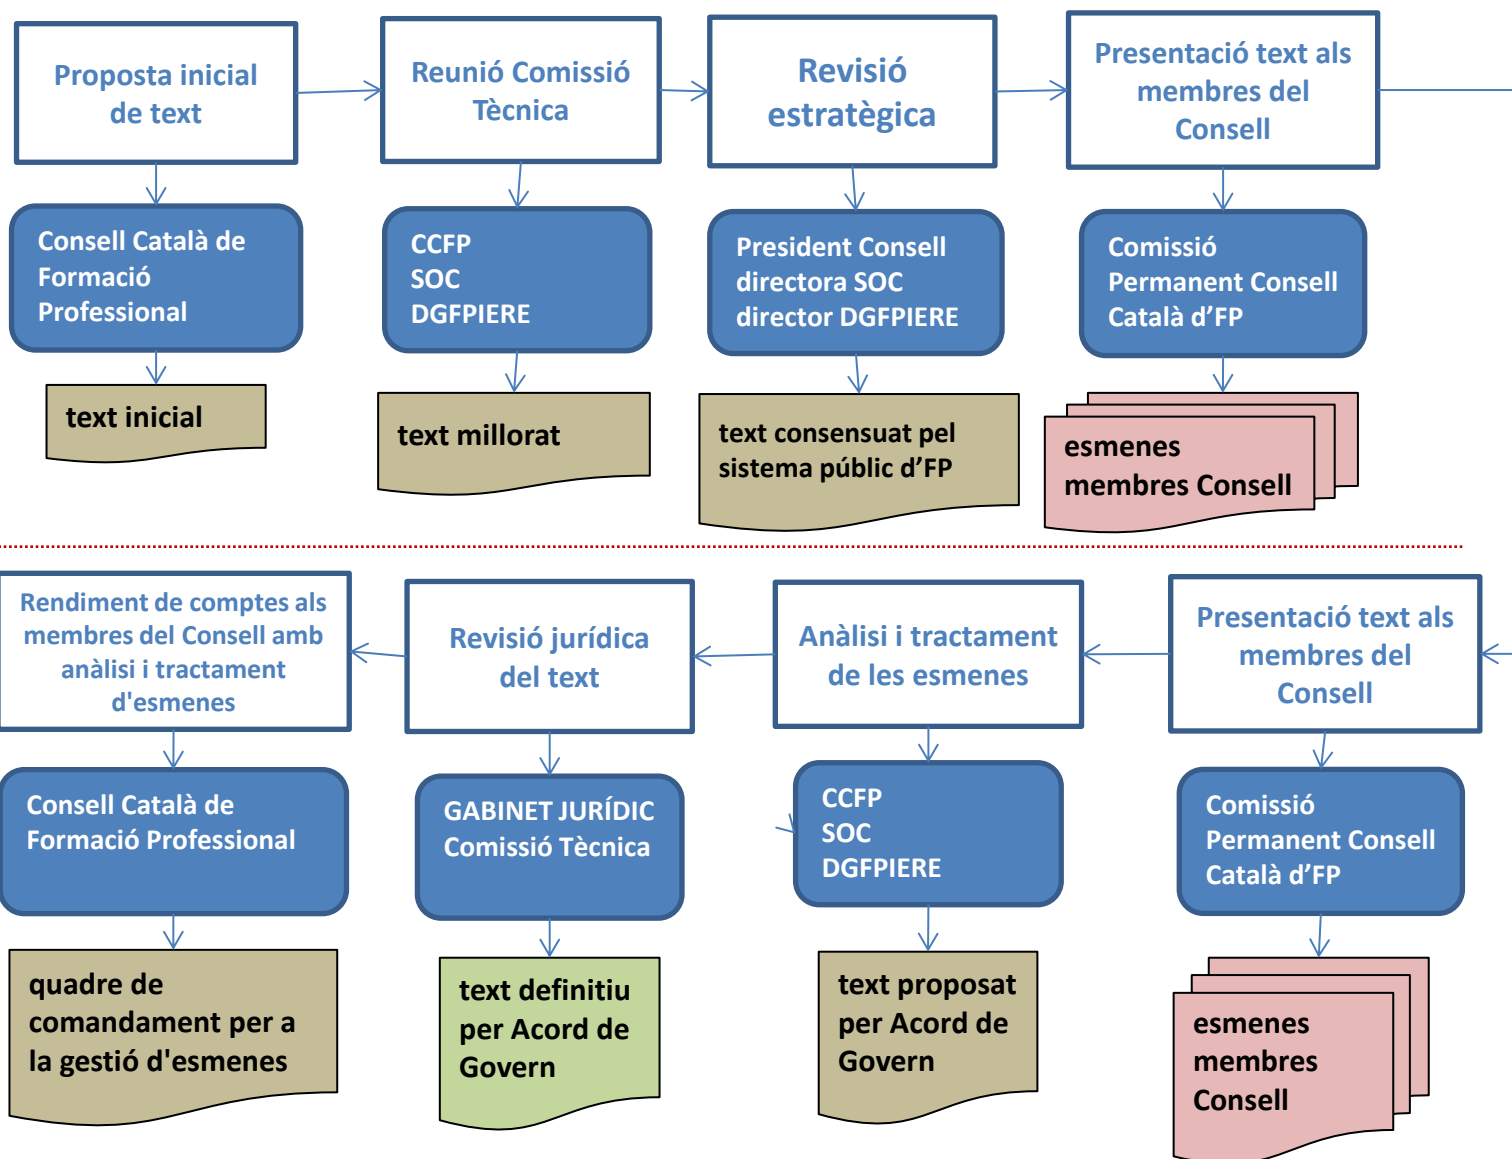 Proposta inicial
de text
Reunió Comissió
Tècnica
Revisió
estratègica
Presentació text als
membres del
Consell
Consell Català de
Formació
Professional
CCFP
SOC
DGFPIERE
President Consell
directora SOC
director DGFPIERE
Comissió
Permanent Consell
Català d’FP
text inicial
text millorat
text consensuat pel
sistema públic d’FP
esmenes
membres Consell
Rendiment de comptes als
membres del Consell amb
anàlisi i tractament
d'esmenes
Revisió jurídica
del text
Anàlisi i tractament
de les esmenes
Presentació text als
membres del
Consell
Consell Català de
Formació Professional
GABINET JURÍDIC
Comissió Tècnica
CCFP
SOC
DGFPIERE
Comissió
Permanent Consell
Català d’FP
quadre de
comandament per a
la gestió d'esmenes
text definitiu
per Acord de
Govern
text proposat
per Acord de
Govern
esmenes
membres
Consell